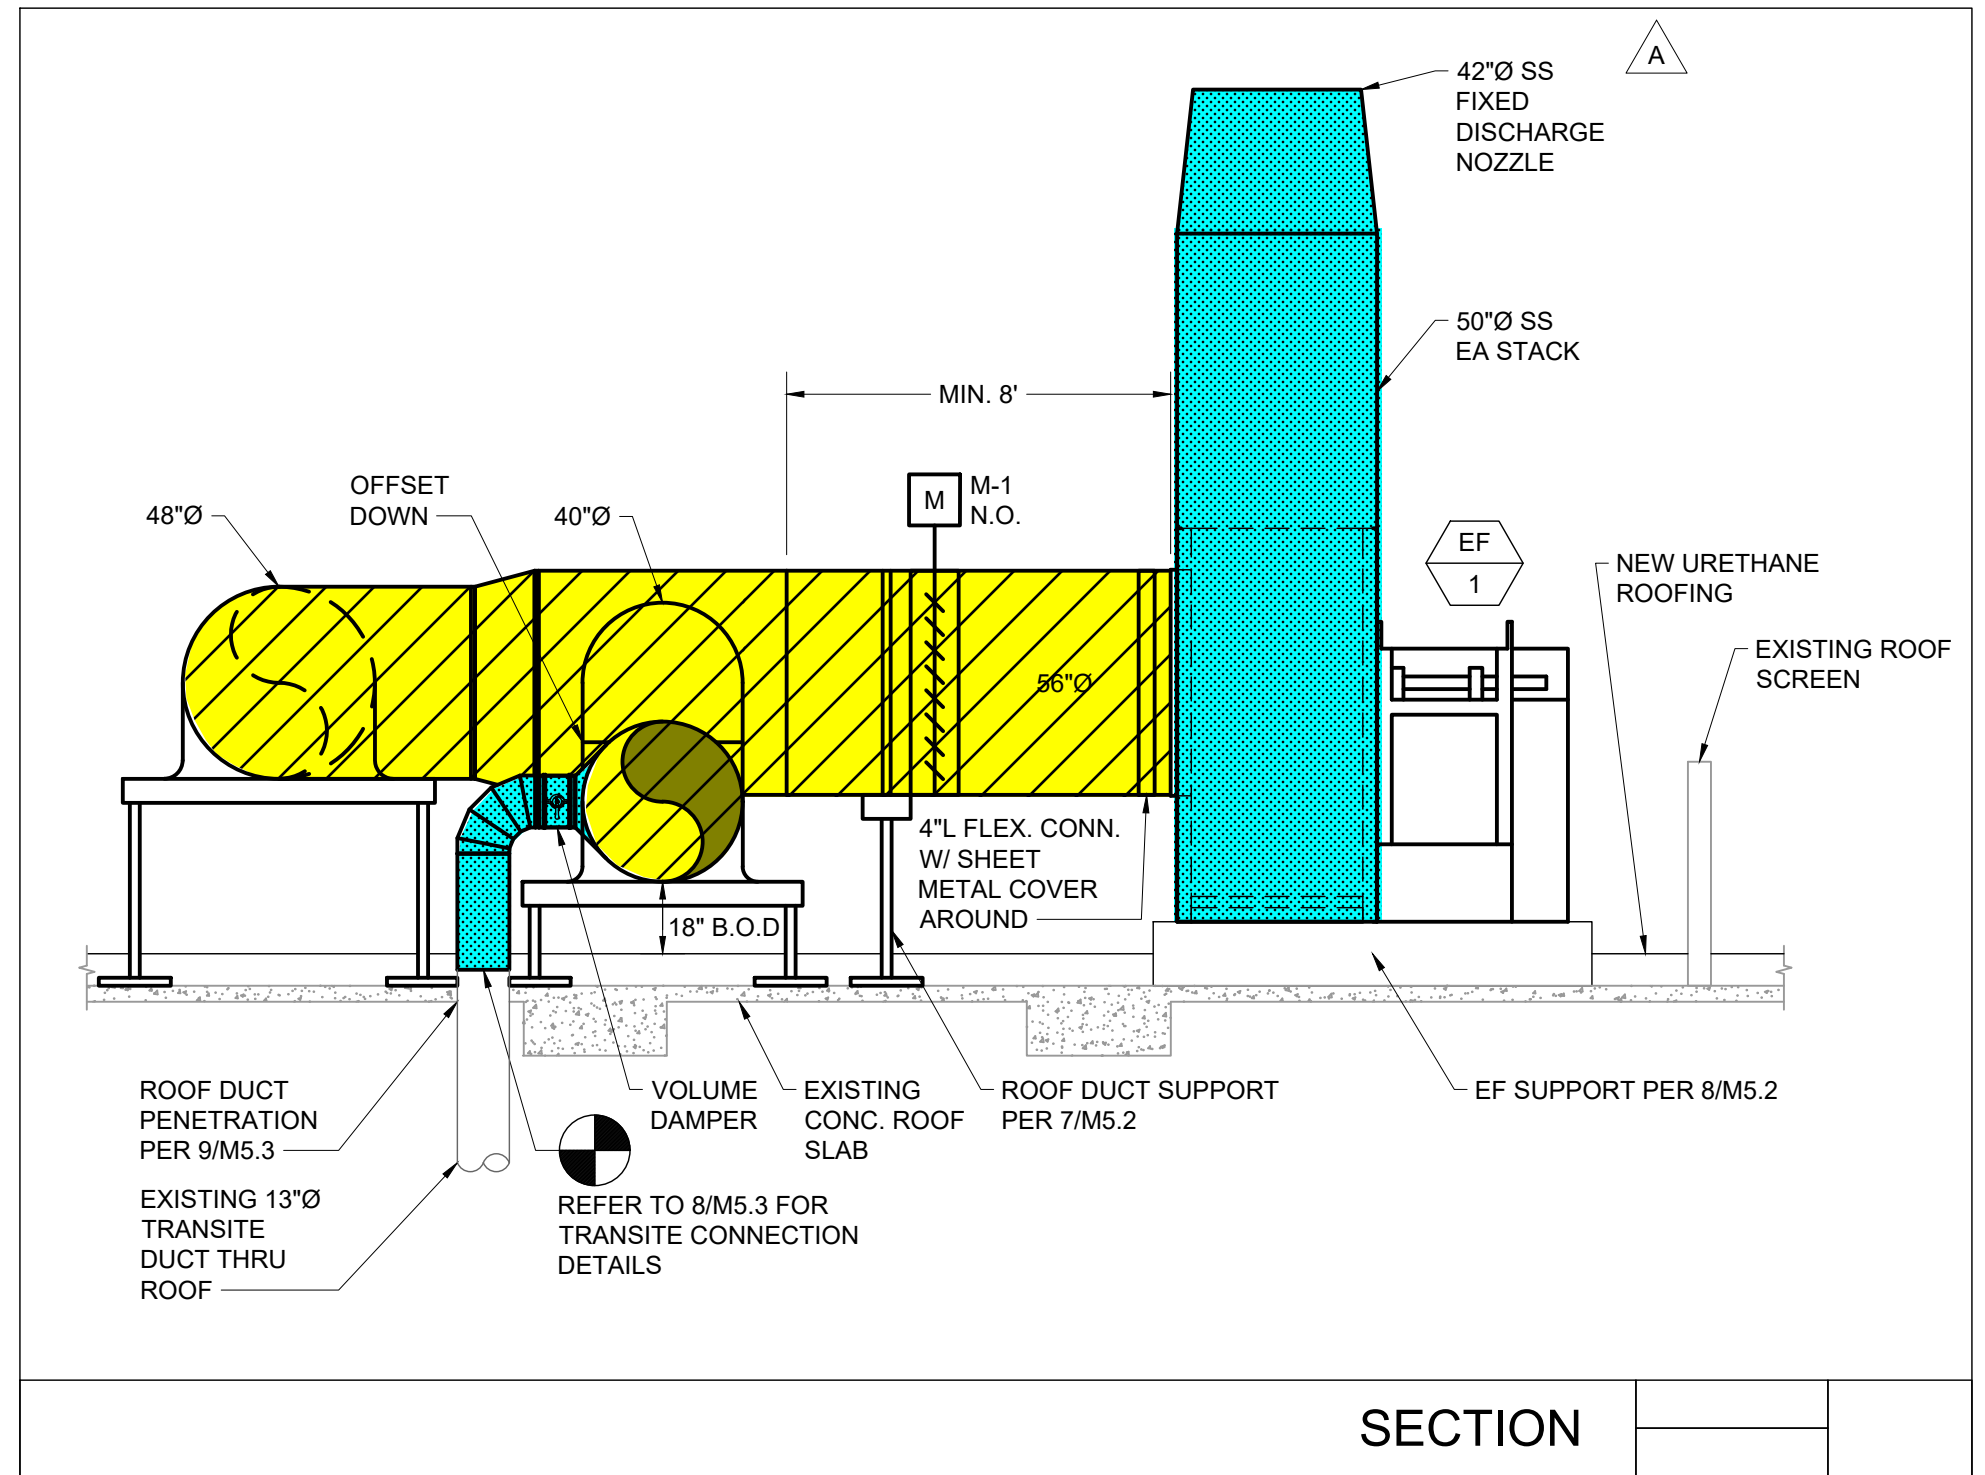 A
42"Ø SS
FIXED
DISCHARGE
NOZZLE
50"Ø SS
EA STACK
MIN. 8'
OFFSET
DOWN
48"Ø
40"Ø
M
M-1
N.O.
EF
1
NEW URETHANE
ROOFING
EXISTING ROOF
SCREEN
56"Ø
4"L FLEX. CONN.
W/ SHEET
METAL COVER
AROUND
18" B.O.D
ROOF DUCT
PENETRATION
PER 9/M5.3
VOLUME
DAMPER
EXISTING
CONC. ROOF
SLAB
ROOF DUCT SUPPORT
PER 7/M5.2
EF SUPPORT PER 8/M5.2
EXISTING 13"Ø
TRANSITE
DUCT THRU
ROOF
REFER TO 8/M5.3 FOR
TRANSITE CONNECTION
DETAILS
SECTION